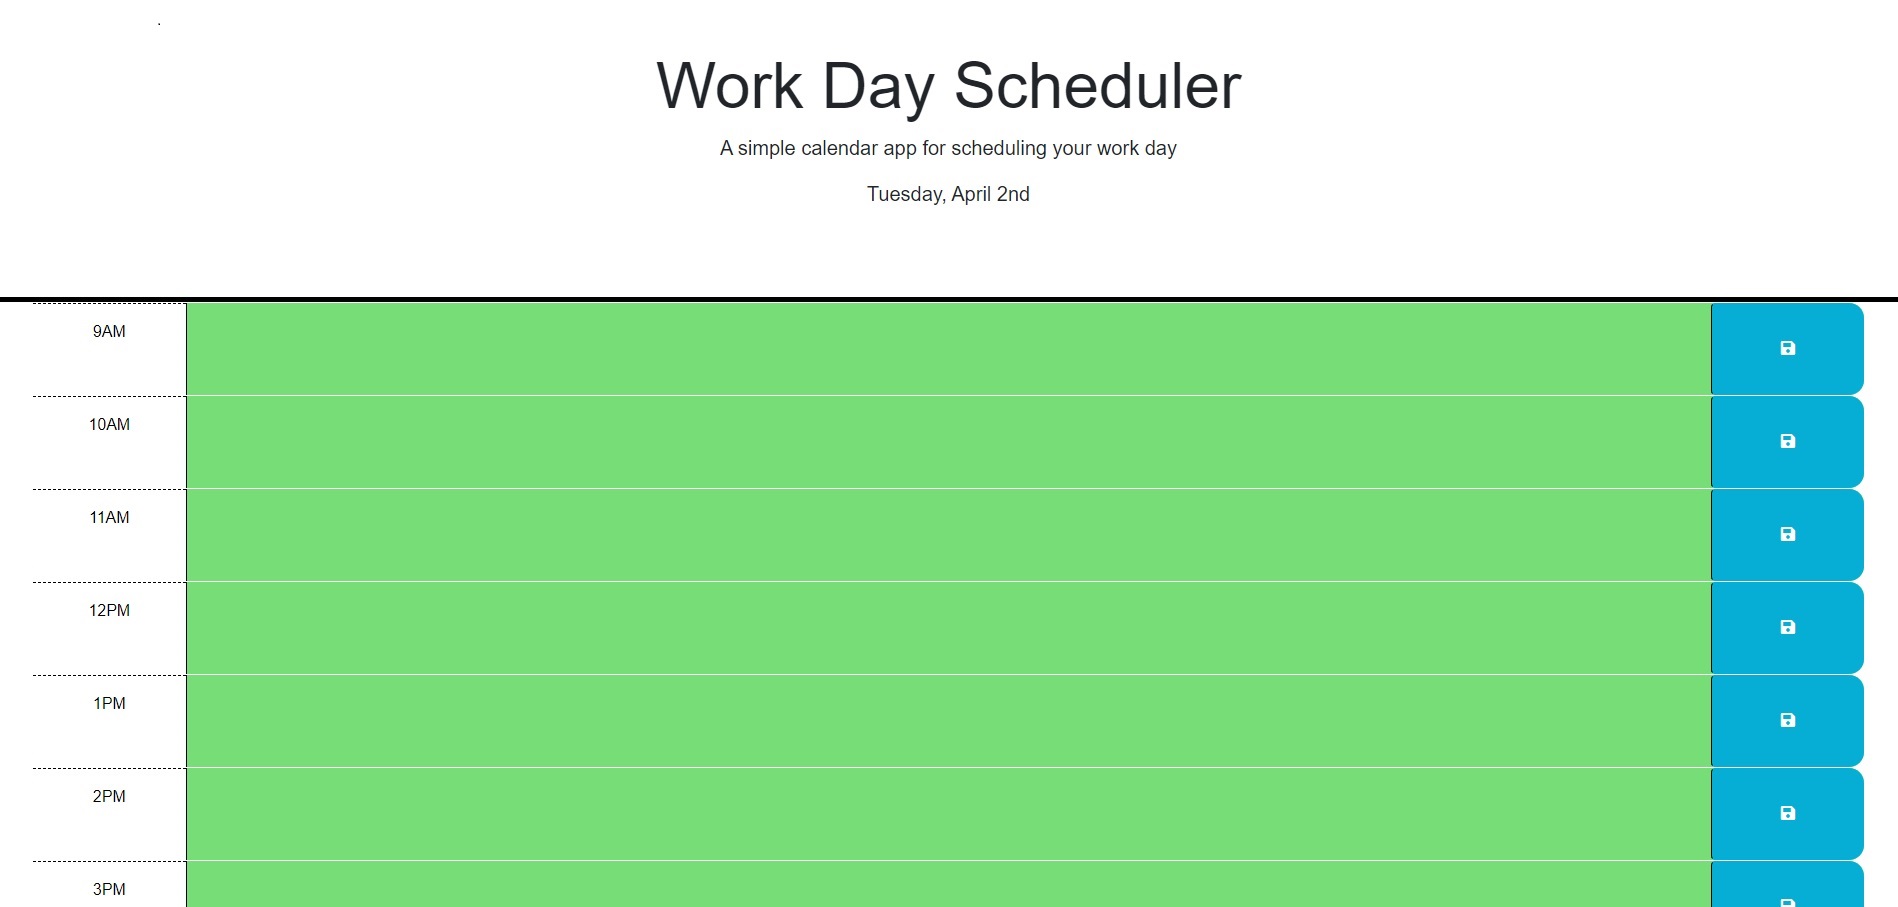 Work Day Scheduler
A simple calendar app for scheduling your work day
Tuesday, April 2nd
9AM
10AM
11AM
12PM
1PM
2PM
3PM